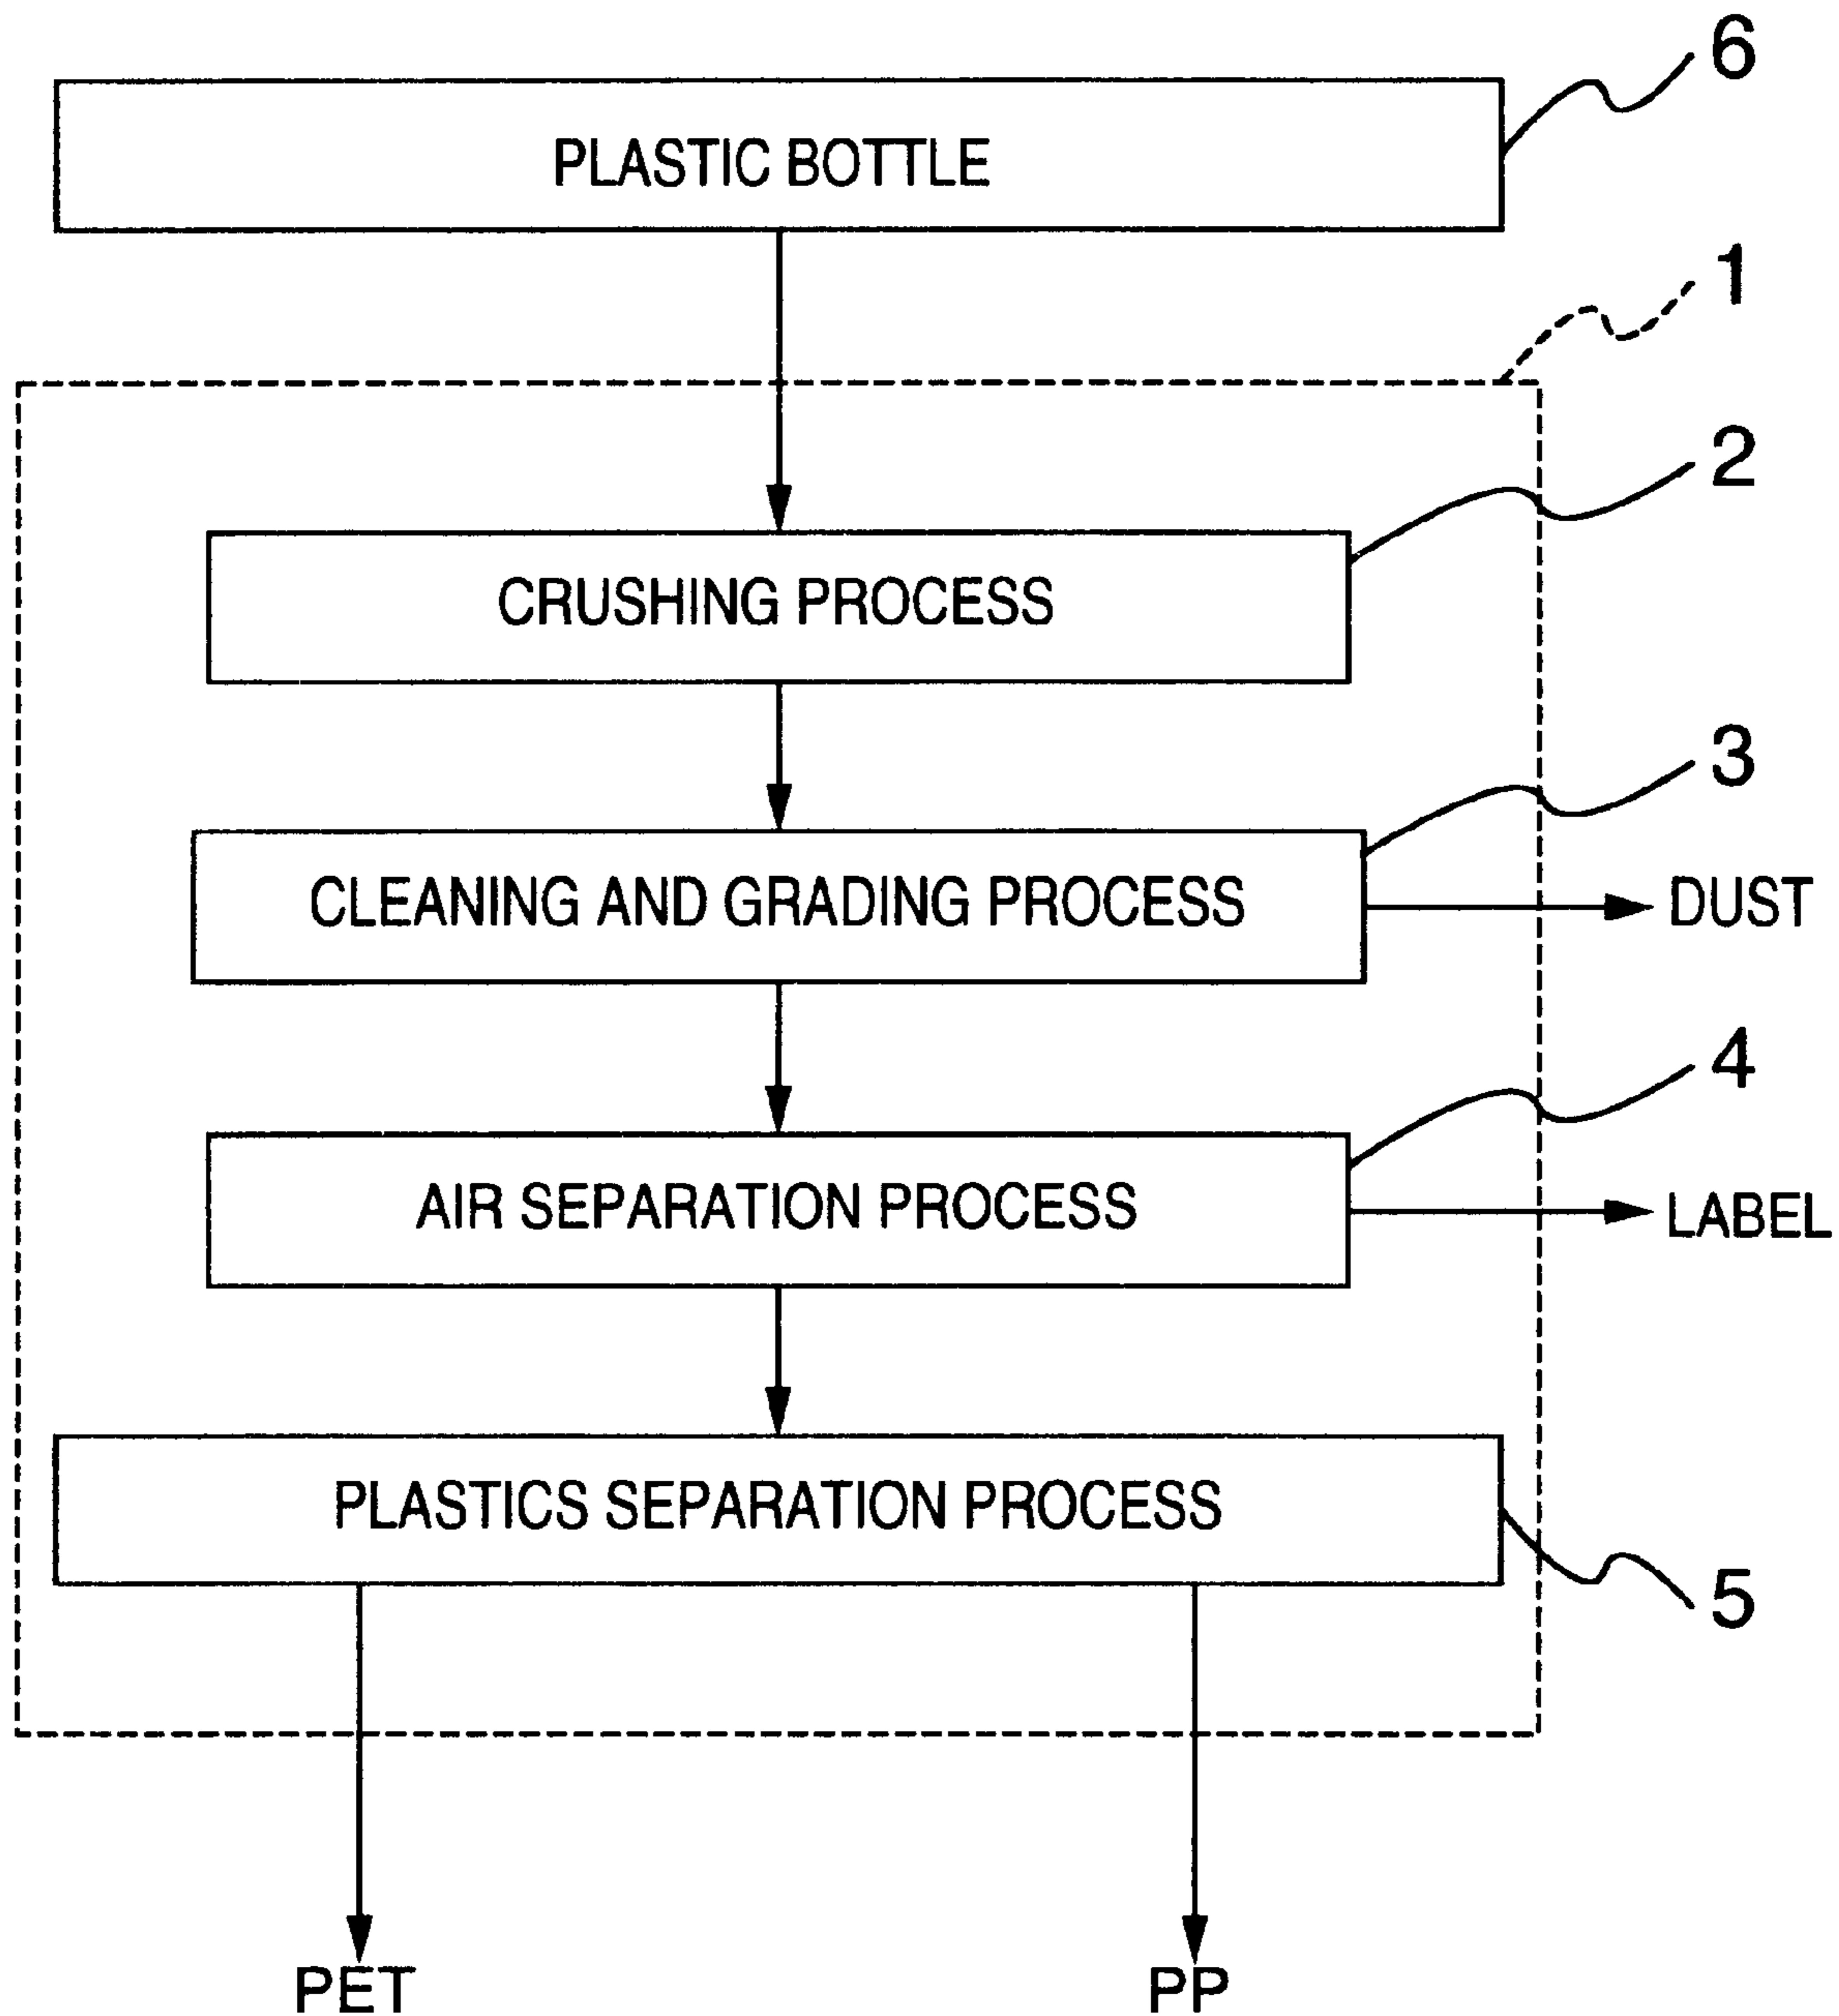 6
PLASTIC BOTTLE
1
2
CRUSHING PROCESS
3
CLEANING AND GRADING PROCESS
DUST
4
AIR SEPARATION PROCESS
LABEL
PLASTICS SEPARATION PROCESS
5
PET
PP